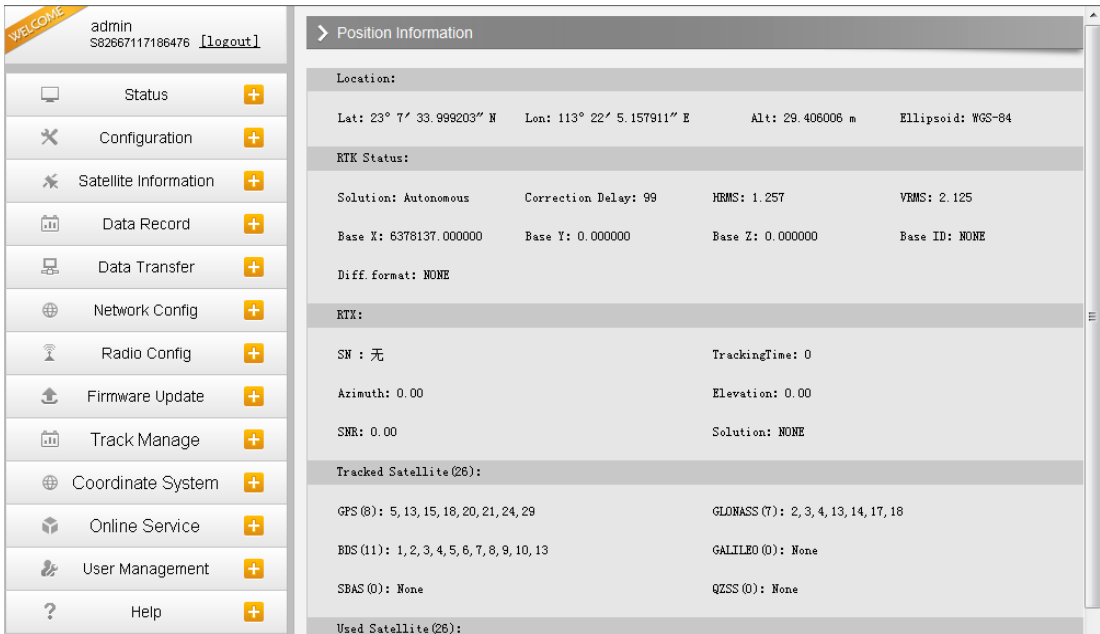 WELCOME
admin
S82667117186476 [logout]
Status
Configuration
Satellite Information
Data Record
Data Transfer
Network Config
Radio Config
Firmware Update
Track Manage
Coordinate System
Online Service
User Management
Help
Position Information
Location:
Lat: 23° 7′ 33.999203″ N Lon: 113° 22′ 5.157911″ E Alt: 29.406006 m Ellipsoid: WGS-84
RTK Status:
Solution: Autonomous Correction Delay: 99 HRMS: 1.257 VRMS: 2.125
Base X: 6378137.000000 Base Y: 0.000000 Base Z: 0.000000 Base ID: NONE
Diff.format: NONE
RTX:
SN : 无 TrackingTime: 0
Azimuth: 0.00 Elevation: 0.00
SNR: 0.00 Solution: NONE
Tracked Satellite(26):
GPS(8): 5,13,15,18,20,21,24,29 GLONASS(7): 2,3,4,13,14,17,18
BDS(11): 1,2,3,4,5,6,7,8,9,10,13 GALILEO(0): None
SBAS(0): None QZSS(0): None
Used Satellite(26):